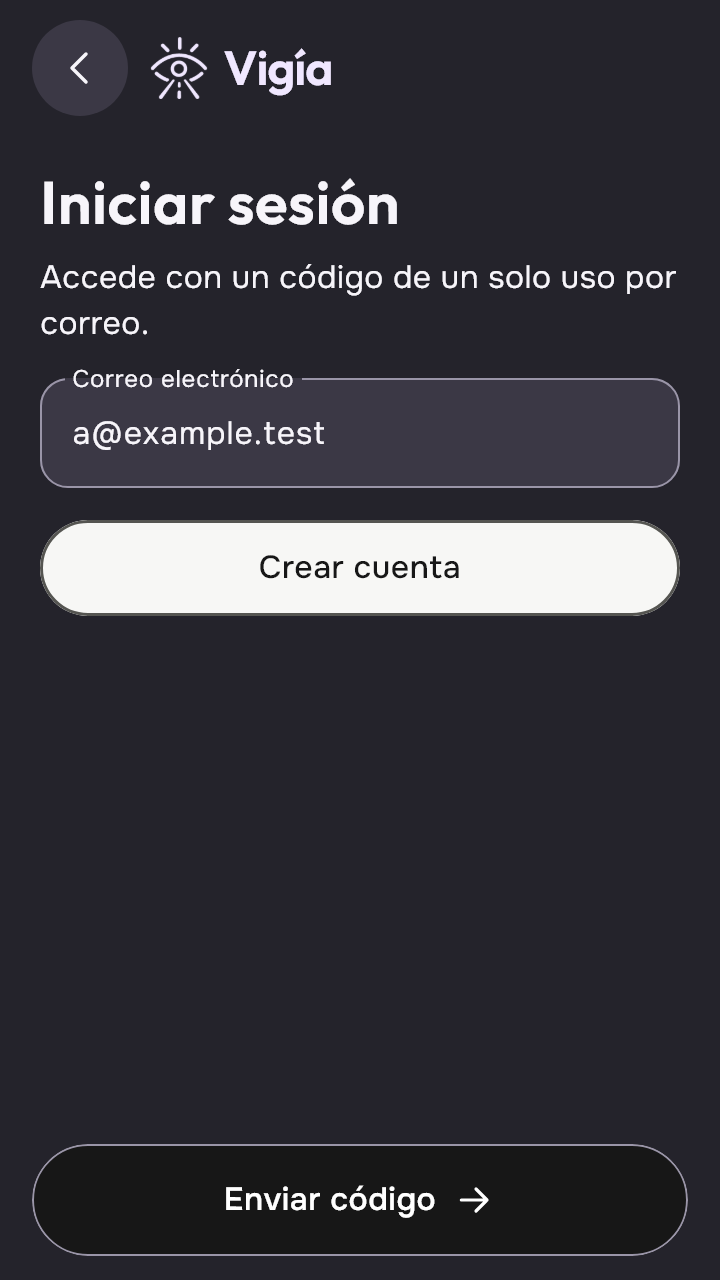 Vigía
Iniciar sesión
Accede con un código de un solo uso por
correo.
Correo electrónico
a@example.test
Crear cuenta
Enviar código